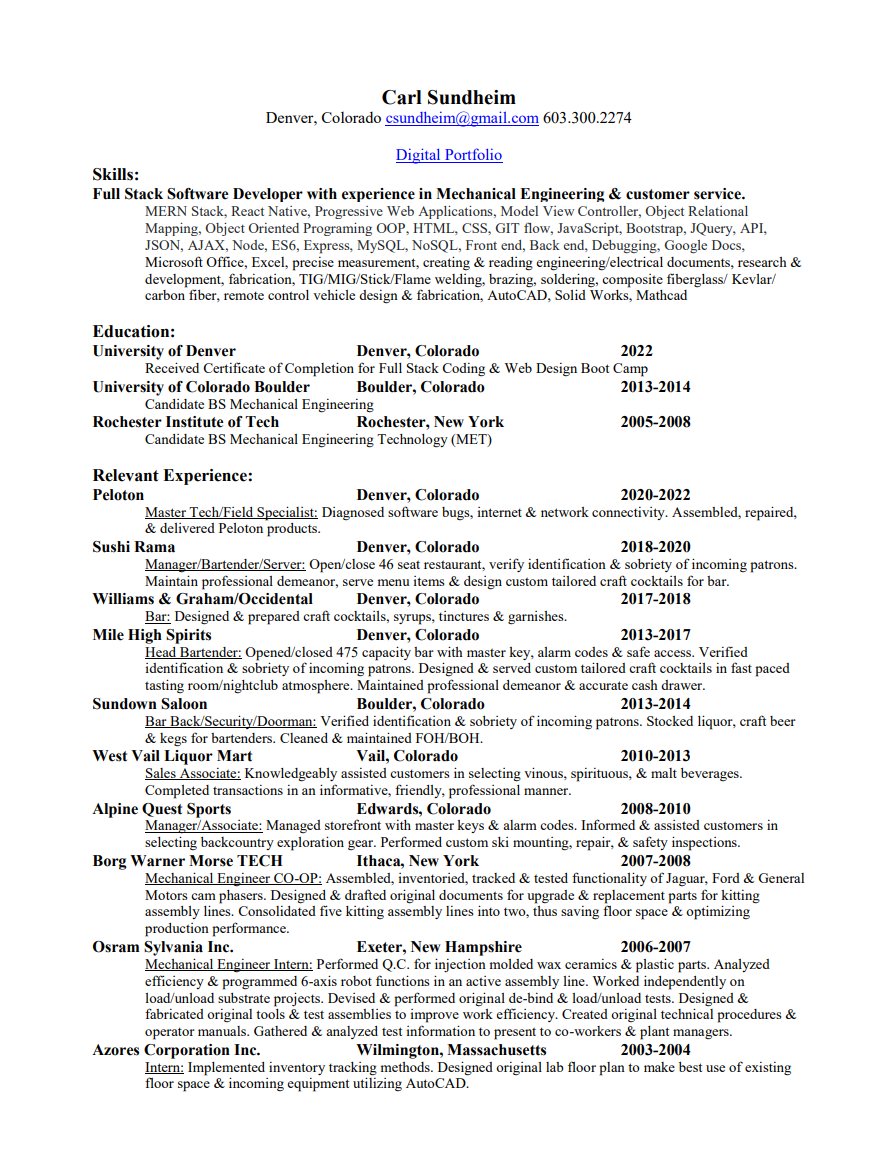 Carl Sundheim
Denver, Colorado csundheim@gmail.com 603.300.2274
Digital Portfolio
Skills:
Full Stack Software Developer with experience in Mechanical Engineering & customer service.
MERN Stack, React Native, Progressive Web Applications, Model View Controller, Object Relational
Mapping, Object Oriented Programing OOP, HTML, CSS, GIT flow, JavaScript, Bootstrap, JQuery, API,
JSON, AJAX, Node, ES6, Express, MySQL, NoSQL, Front end, Back end, Debugging, Google Docs,
Microsoft Office, Excel, precise measurement, creating & reading engineering/electrical documents, research &
development, fabrication, TIG/MIG/Stick/Flame welding, brazing, soldering, composite fiberglass/ Kevlar/
carbon fiber, remote control vehicle design & fabrication, AutoCAD, Solid Works, Mathcad
Education:
University of Denver Denver, Colorado 2022
Received Certificate of Completion for Full Stack Coding & Web Design Boot Camp
University of Colorado Boulder Boulder, Colorado 2013-2014
Candidate BS Mechanical Engineering
Rochester Institute of Tech Rochester, New York 2005-2008
Candidate BS Mechanical Engineering Technology (MET)
Relevant Experience:
Peloton Denver, Colorado 2020-2022
Master Tech/Field Specialist: Diagnosed software bugs, internet & network connectivity. Assembled, repaired,
& delivered Peloton products.
Sushi Rama Denver, Colorado 2018-2020
Manager/Bartender/Server: Open/close 46 seat restaurant, verify identification & sobriety of incoming patrons.
Maintain professional demeanor, serve menu items & design custom tailored craft cocktails for bar.
Williams & Graham/Occidental Denver, Colorado 2017-2018
Bar: Designed & prepared craft cocktails, syrups, tinctures & garnishes.
Mile High Spirits Denver, Colorado 2013-2017
Head Bartender: Opened/closed 475 capacity bar with master key, alarm codes & safe access. Verified
identification & sobriety of incoming patrons. Designed & served custom tailored craft cocktails in fast paced
tasting room/nightclub atmosphere. Maintained professional demeanor & accurate cash drawer.
Sundown Saloon Boulder, Colorado 2013-2014
Bar Back/Security/Doorman: Verified identification & sobriety of incoming patrons. Stocked liquor, craft beer
& kegs for bartenders. Cleaned & maintained FOH/BOH.
West Vail Liquor Mart Vail, Colorado 2010-2013
Sales Associate: Knowledgeably assisted customers in selecting vinous, spirituous, & malt beverages.
Completed transactions in an informative, friendly, professional manner.
Alpine Quest Sports Edwards, Colorado 2008-2010
Manager/Associate: Managed storefront with master keys & alarm codes. Informed & assisted customers in
selecting backcountry exploration gear. Performed custom ski mounting, repair, & safety inspections.
Borg Warner Morse TECH Ithaca, New York 2007-2008
Mechanical Engineer CO-OP: Assembled, inventoried, tracked & tested functionality of Jaguar, Ford & General
Motors cam phasers. Designed & drafted original documents for upgrade & replacement parts for kitting
assembly lines. Consolidated five kitting assembly lines into two, thus saving floor space & optimizing
production performance.
Osram Sylvania Inc. Exeter, New Hampshire 2006-2007
Mechanical Engineer Intern: Performed Q.C. for injection molded wax ceramics & plastic parts. Analyzed
efficiency & programmed 6-axis robot functions in an active assembly line. Worked independently on
load/unload substrate projects. Devised & performed original de-bind & load/unload tests. Designed &
fabricated original tools & test assemblies to improve work efficiency. Created original technical procedures &
operator manuals. Gathered & analyzed test information to present to co-workers & plant managers.
Azores Corporation Inc. Wilmington, Massachusetts 2003-2004
Intern: Implemented inventory tracking methods. Designed original lab floor plan to make best use of existing
floor space & incoming equipment utilizing AutoCAD.